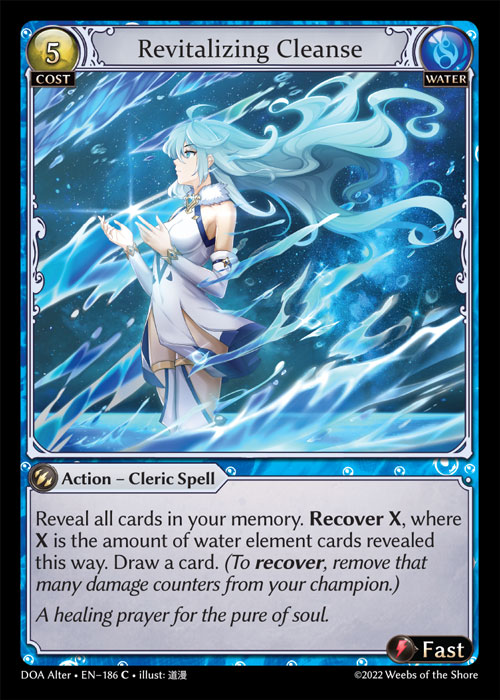 5
Revitalizing Cleanse
COST
WATER
Action – Cleric Spell
Reveal all cards in your memory. Recover X, where
X is the amount of water element cards revealed
this way. Draw a card. (To recover, remove that
many damage counters from your champion.)
A healing prayer for the pure of soul.
Fast
DOA Alter • EN–186 C • illust: 道漫
©2022 Weebs of the Shore